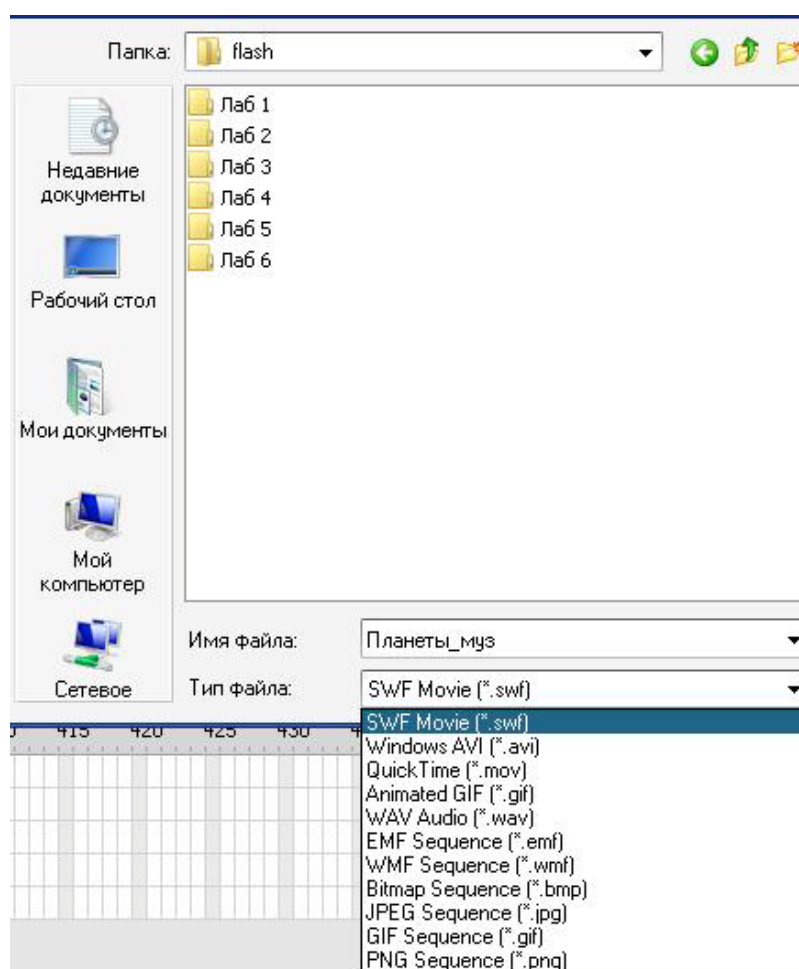 Папка: flash
Лаб 1
Лаб 2
Лаб 3
Лаб 4
Лаб 5
Лаб 6
Недавние
документы
Рабочий стол
Мои документы
Мой
компьютер
Сетевое
Имя файла: Планеты_муз
Тип файла: SWF Movie (*.swf)
415 420 425 430
SWF Movie (*.swf)
Windows AVI (*.avi)
QuickTime (*.mov)
Animated GIF (*.gif)
WAV Audio (*.wav)
EMF Sequence (*.emf)
WMF Sequence (*.wmf)
Bitmap Sequence (*.bmp)
JPEG Sequence (*.jpg)
GIF Sequence (*.gif)
PNG Sequence (*.png)